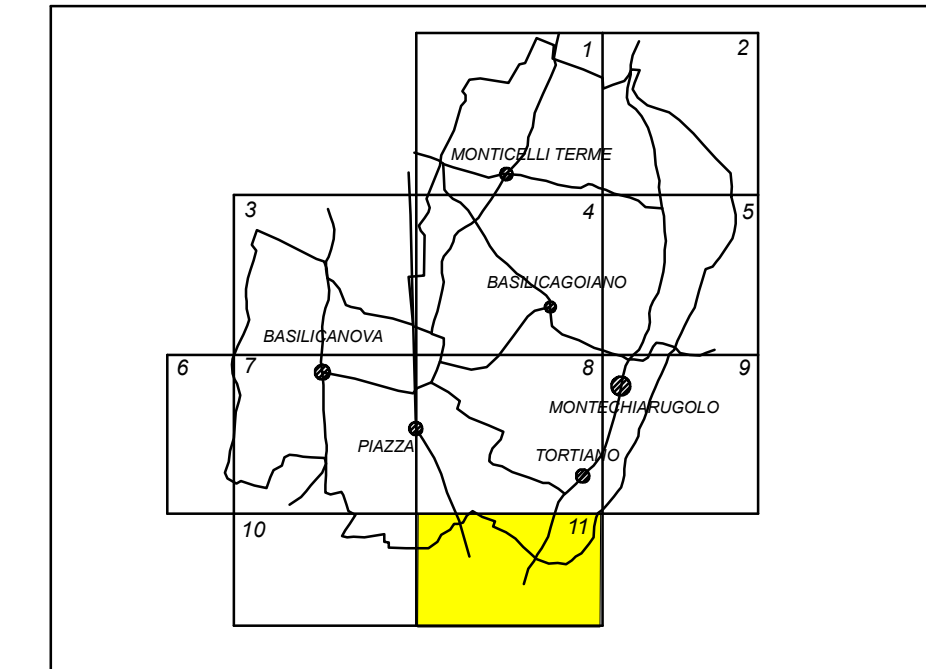 1
2
MONTICELLI TERME
3
4
5
BASILICAGOIANO
BASILICANOVA
6
7
8
9
MONTECHIARUGOLO
PIAZZA
TORTIANO
10
11